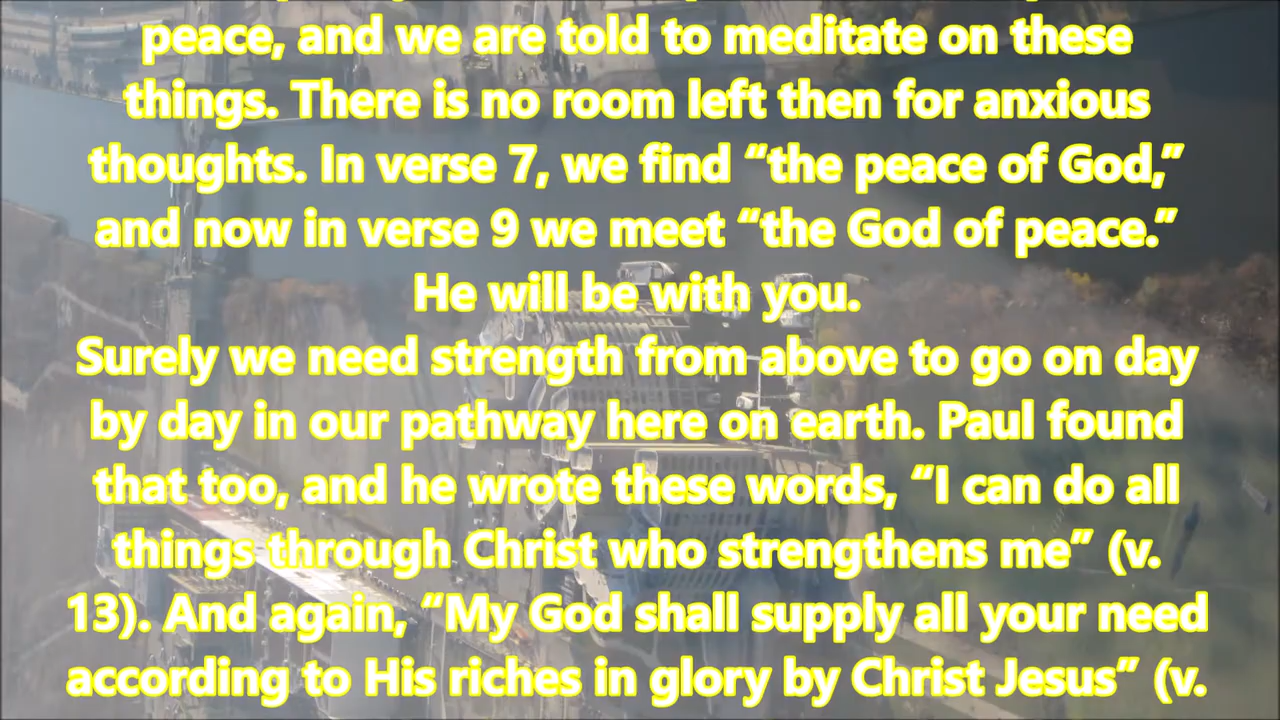 peace, and we are told to meditate on these
things. There is no room left then for anxious
thoughts. In verse 7, we find “the peace of God,”
and now in verse 9 we meet “the God of peace.”
He will be with you.
Surely we need strength from above to go on day
by day in our pathway here on earth. Paul found
that too, and he wrote these words, “I can do all
things through Christ who strengthens me” (v.
13). And again, “My God shall supply all your need
according to His riches in glory by Christ Jesus” (v.